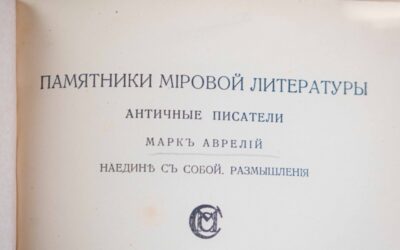 ПАМЯТНИКИ МІРОВОЙ ЛИТЕРАТУРЫ
АНТИЧНЫЕ ПИСАТЕЛИ
МАРКЪ АВРЕЛІЙ
НАЕДИНѢ СЪ СОБОЙ. РАЗМЫШЛЕНІЯ